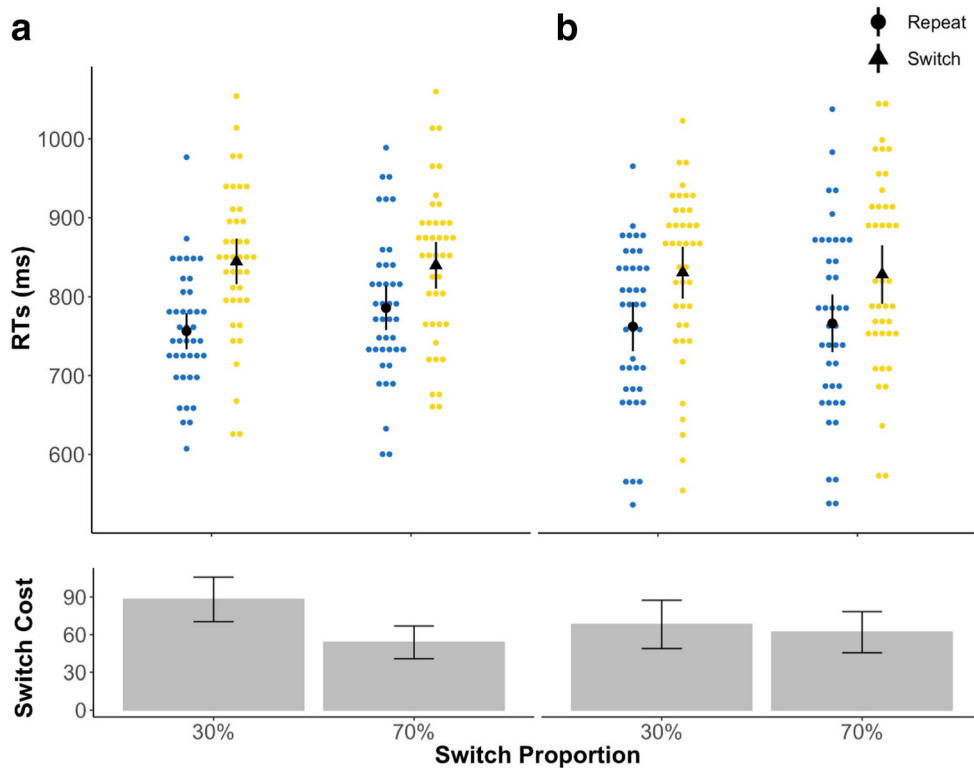 a
b
Repeat
Switch
1000
900
800
700
600
RTs (ms)
90
60
30
0
Switch Cost
30%
70%
30%
70%
Switch Proportion